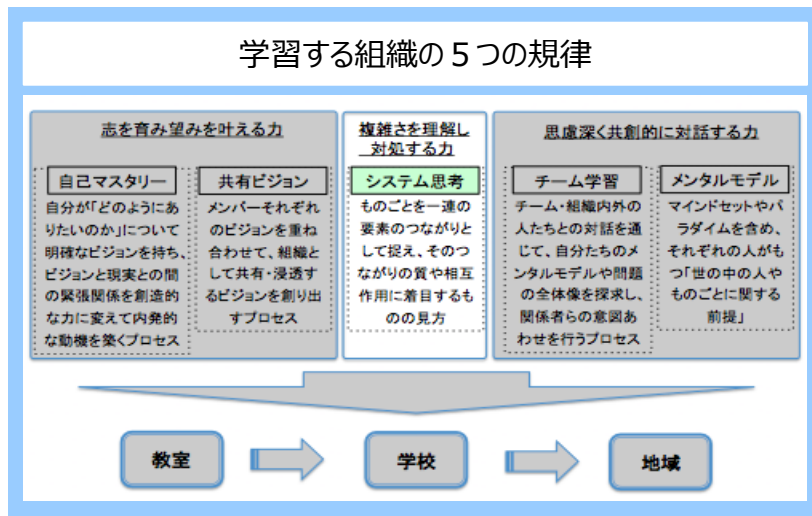 学習する組織の５つの規律
志を育み望みを叶える力
自己マスタリー
自分が「どのようにあ
りたいのか」について
明確なビジョンを持ち、
ビジョンと現実との間
の緊張関係を創造的
な力に変えて内発的
な動機を築くプロセス
共有ビジョン
メンバーそれぞれ
のビジョンを重ね
合わせて、組織と
して共有・浸透す
るビジョンを創り出
すプロセス
複雑さを理解し
対処する力
システム思考
ものごとを一連の
要素のつながりと
して捉え、そのつ
ながりの質や相互
作用に着目するも
のの見方
思慮深く共創的に対話する力
チーム学習
チーム・組織内外の
人たちとの対話を通
じて、自分たちのメ
ンタルモデルや問題
の全体像を探求し、
関係者らの意図あ
わせを行うプロセス
メンタルモデル
マインドセットやパ
ラダイムを含め、
それぞれの人がも
つ「世の中の人や
ものごとに関する
前提」
教室
学校
地域